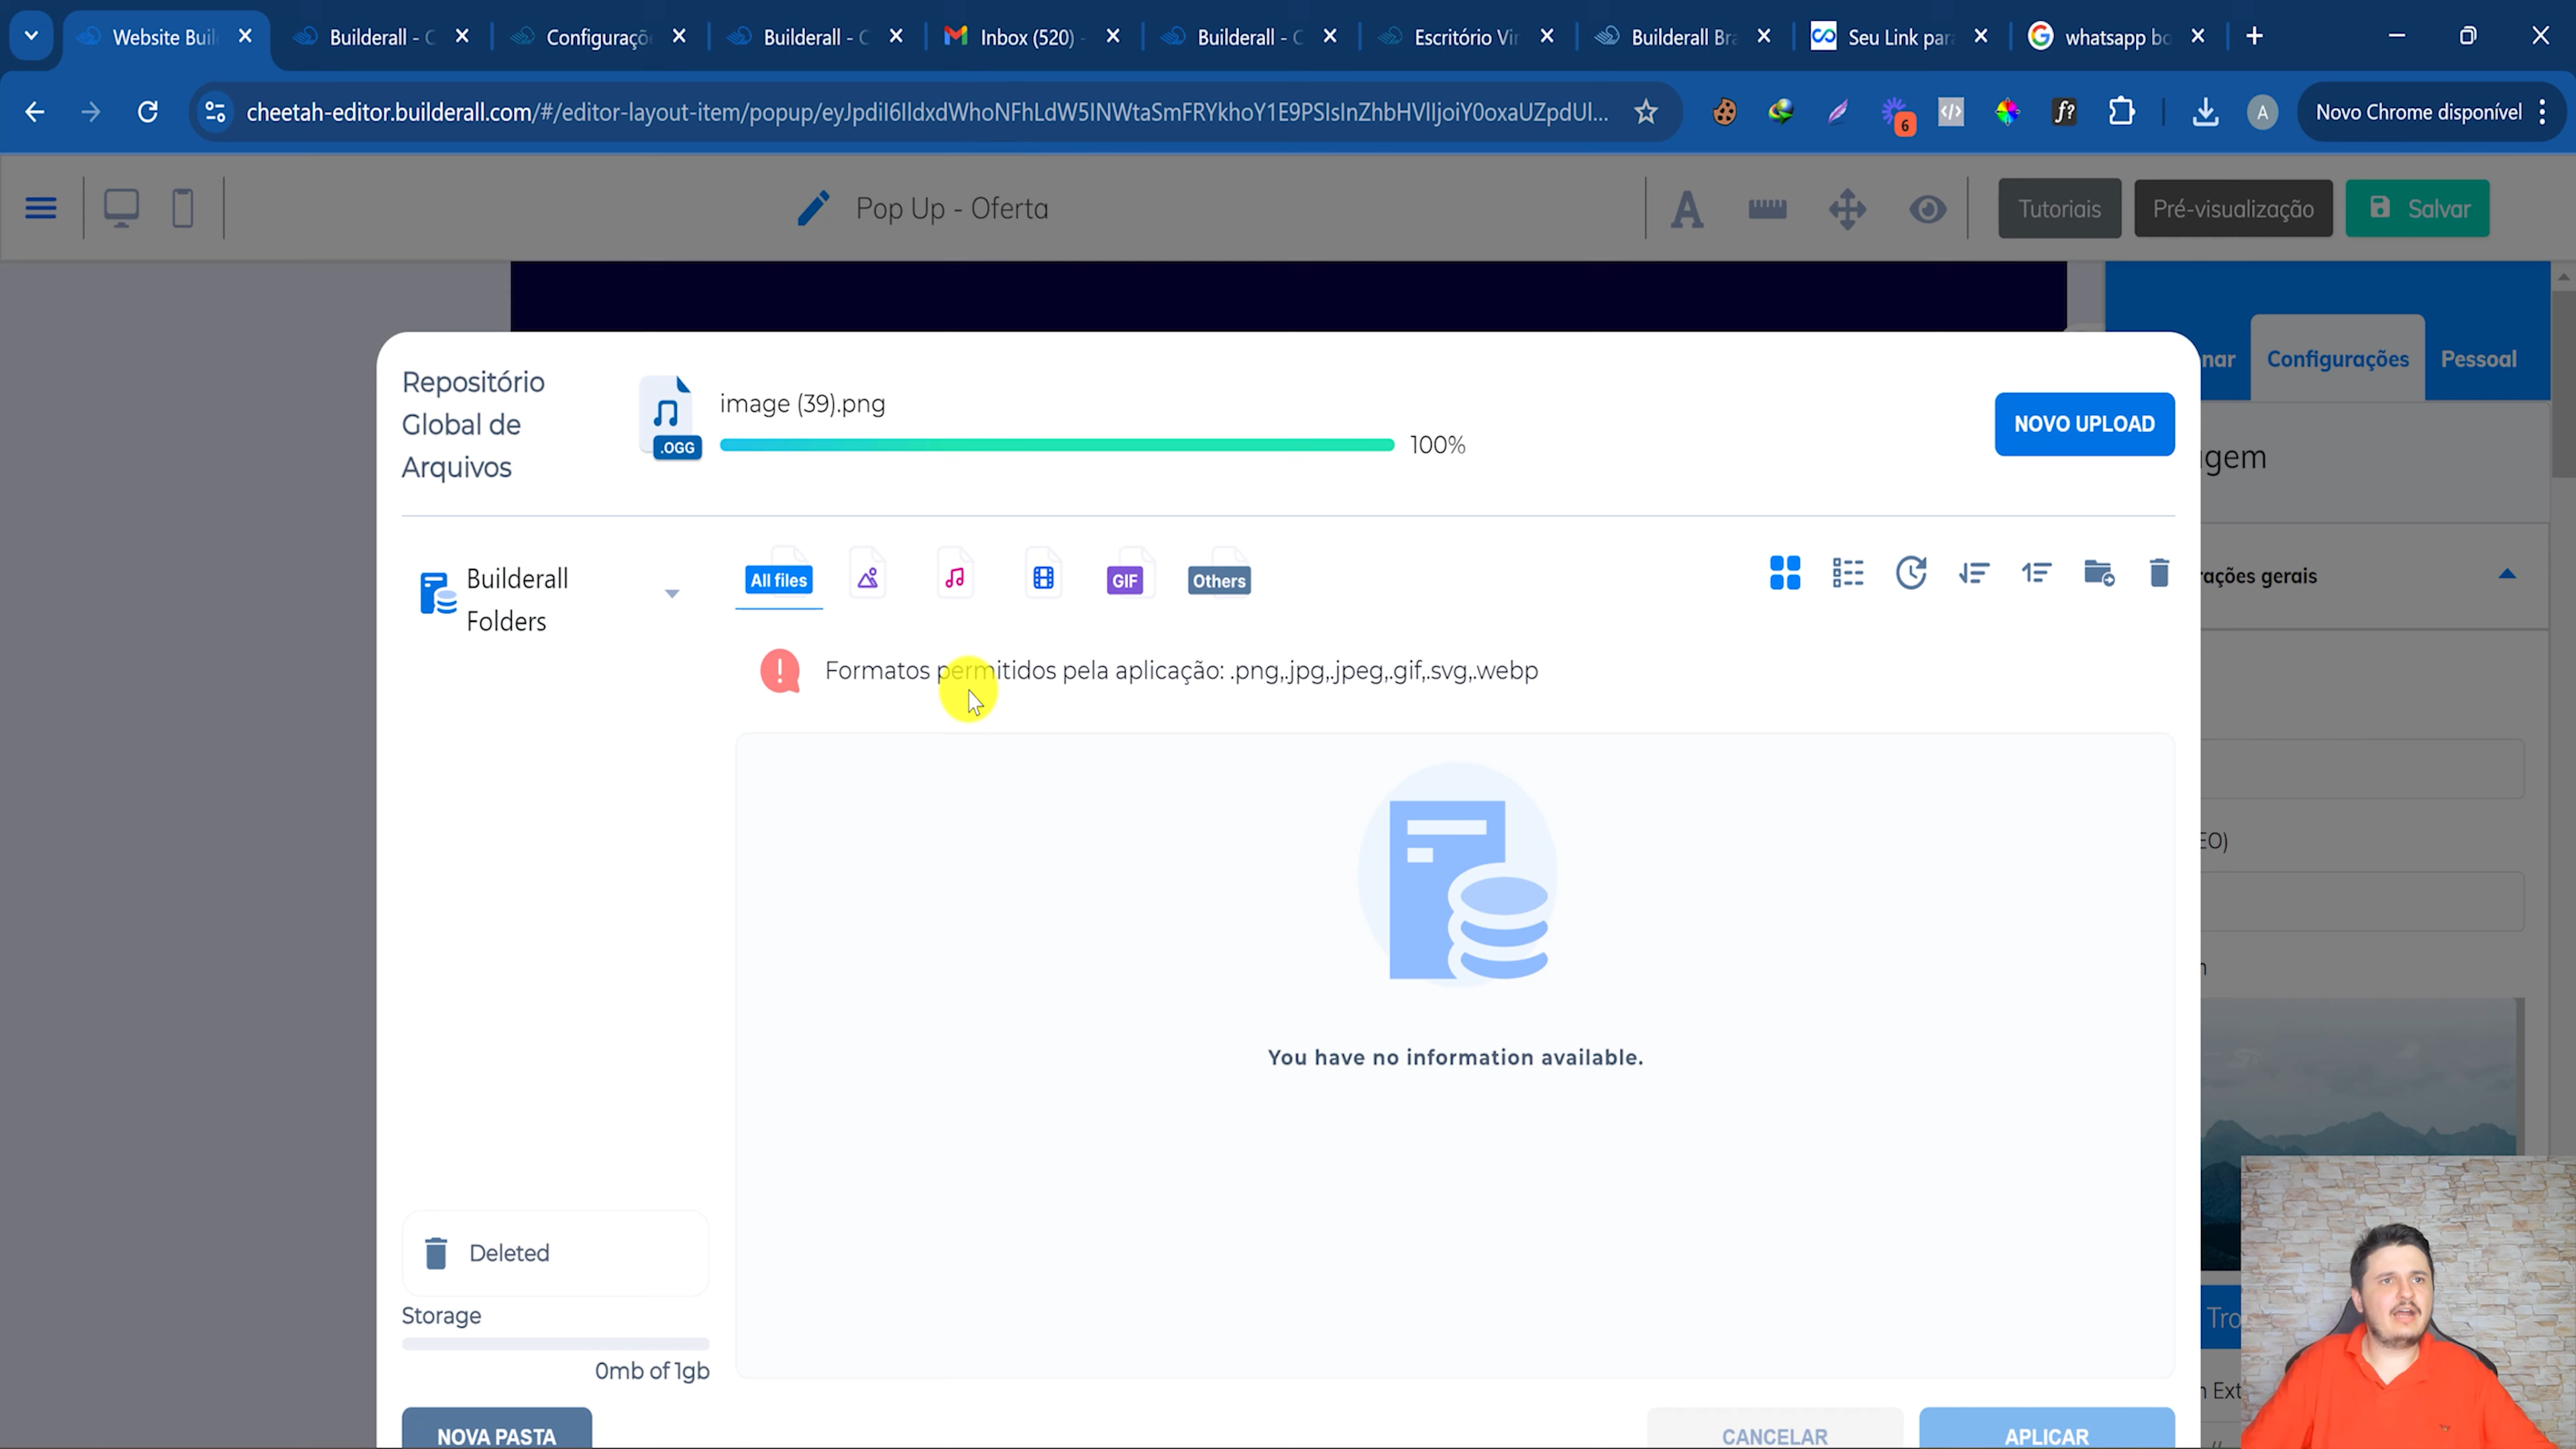 Website Buil
Builderall - C
Configuraçõe
Builderall - C
Inbox (520) -
Builderall - C
Escritório Vir
Builderall Bra
Seu Link para
whatsapp bo
cheetah-editor.builderall.com/#/editor-layout-item/popup/eyJpdiI6IldxdWhoNFhLdW5INWtaSmFRYkhoY1E9PSIsInZhbHVlIjoiY0oxaUZpdUl...
6
f?
A
Novo Chrome disponível
Pop Up - Oferta
A
Tutoriais
Pré-visualização
Salvar
nar
Configurações
Pessoal
Repositório
Global de
Arquivos
.OGG
image (39).png
100%
NOVO UPLOAD
gem
Builderall
Folders
All files
GIF
Others
rações gerais
Formatos permitidos pela aplicação: .png,.jpg,.jpeg,.gif,.svg,.webp
EO)
You have no information available.
Deleted
Storage
0mb of 1gb
Tro
Ext
NOVA PASTA
CANCELAR
APLICAR